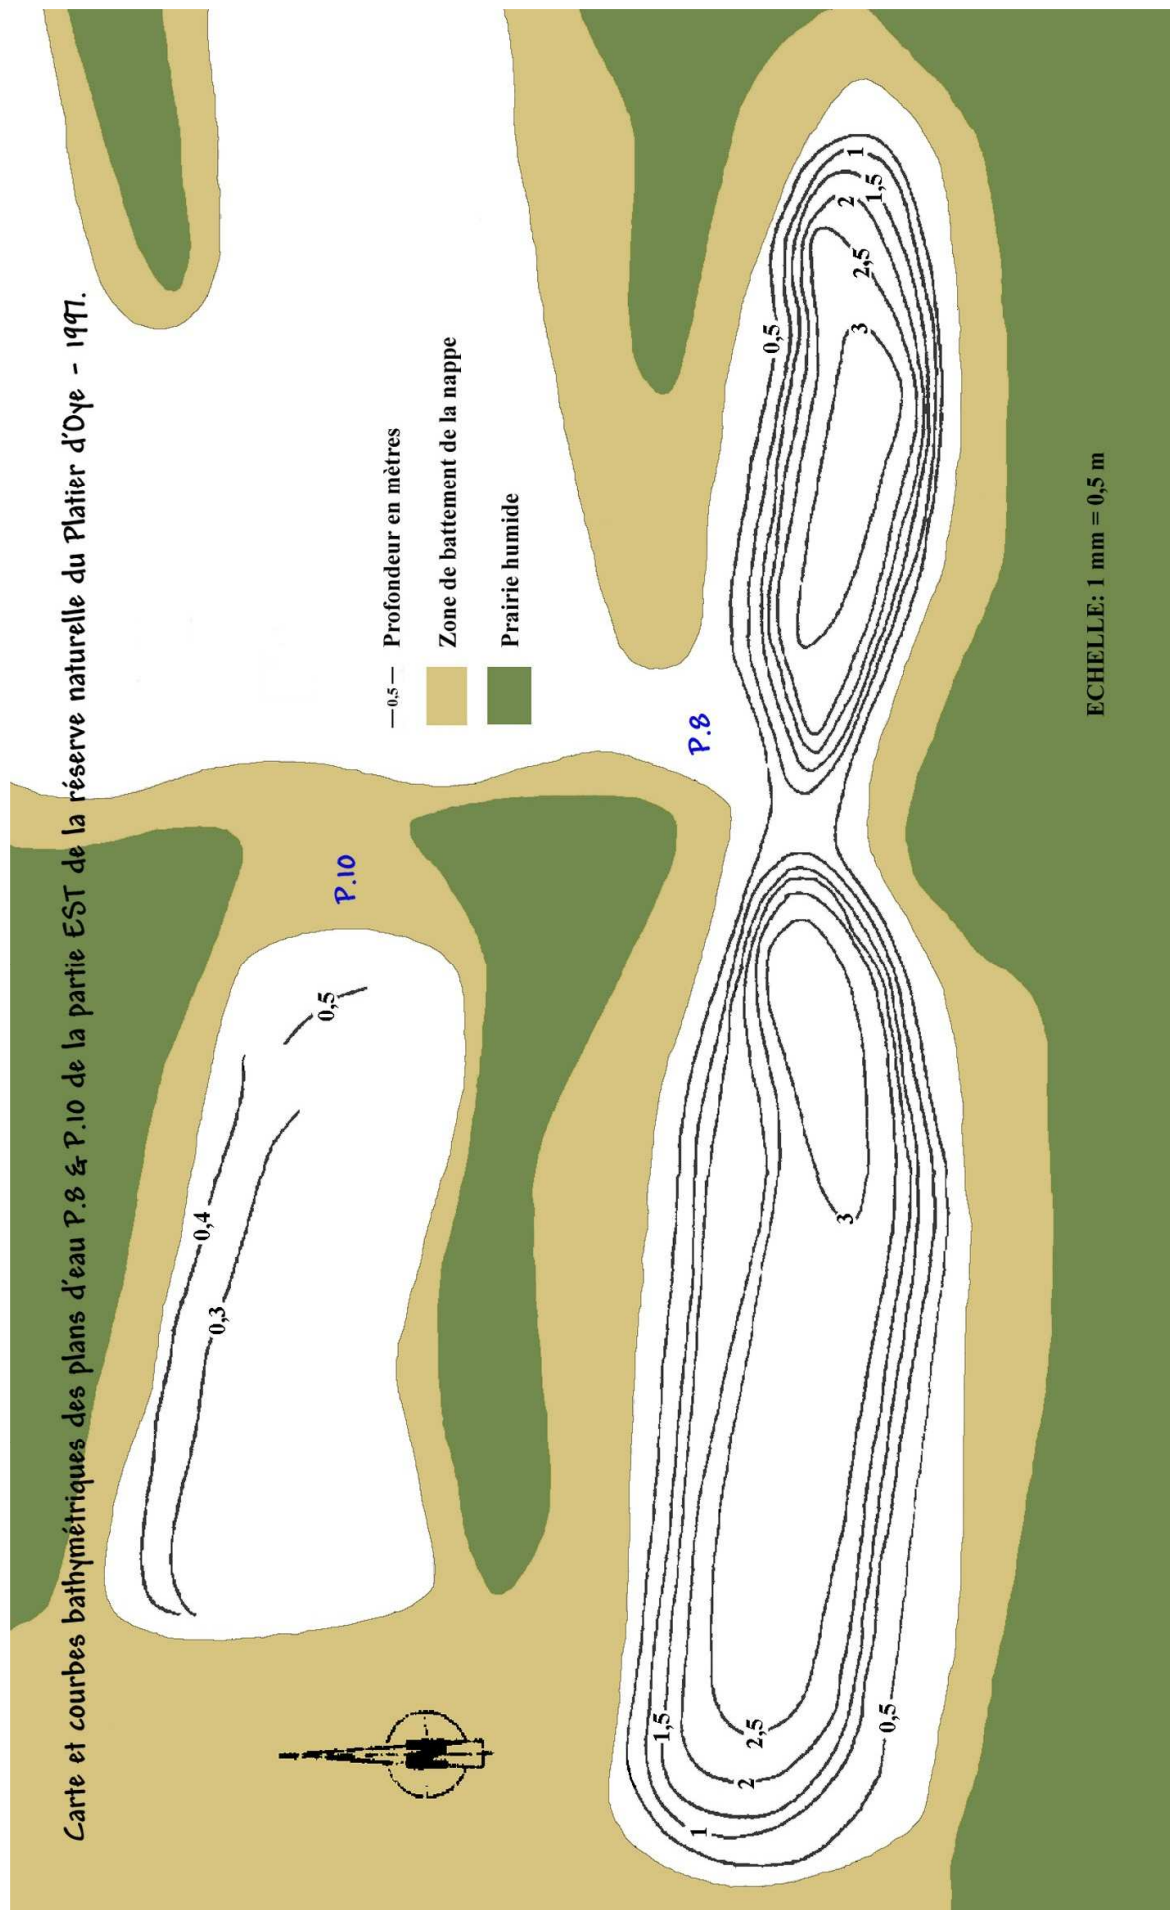 Carte et courbes bathymétriques des plans d'eau P.8 & P.10 de la partie EST de la réserve naturelle du Platier d'Oye - 1997.
0,4
0,3
0,5
P.10
—0,5— Profondeur en mètres
Zone de battement de la nappe
Prairie humide
P.8
1,5
1
2
2,5
0,5
3
0,5
3
2,5
2
1,5
1
ECHELLE: 1 mm = 0,5 m